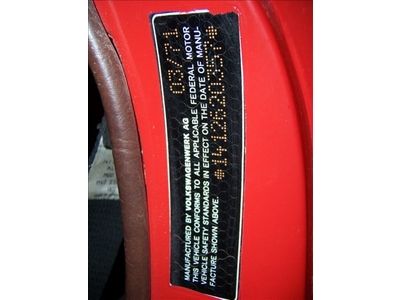 03/71
*1412620357*
MANUFACTURED BY VOLKSWAGENWERK AG
THIS VEHICLE CONFORMS TO ALL APPLICABLE FEDERAL MOTOR
VEHICLE SAFETY STANDARDS IN EFFECT ON THE DATE OF MANU-
FACTURE SHOWN ABOVE.